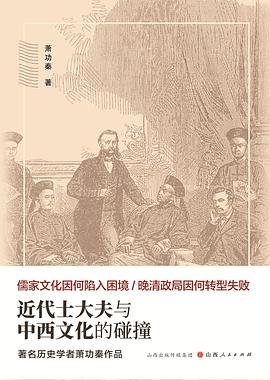 萧功秦 著
儒家文化因何陷入困境 / 晚清政局因何转型失败
近代士大夫与
中西文化的碰撞
著名历史学者萧功秦作品
山西出版传媒集团 山西人民出版社